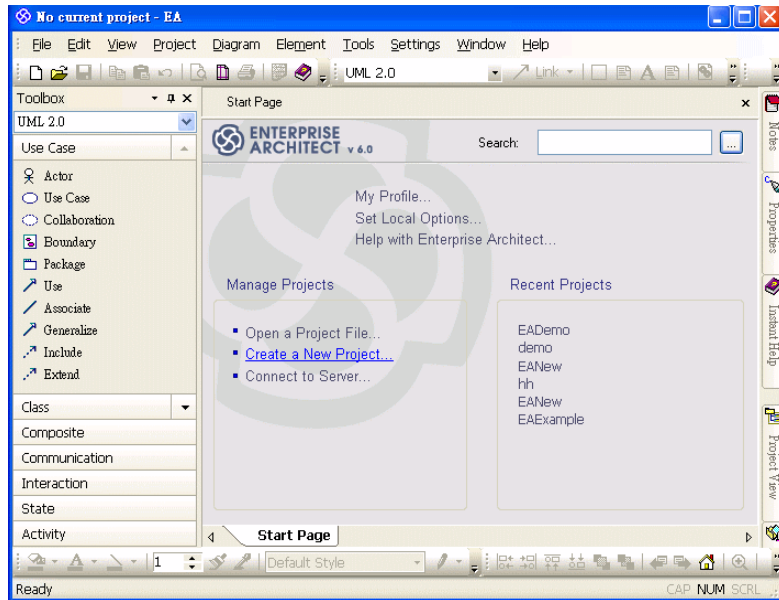 No current project - EA
File Edit View Project Diagram Element Tools Settings Window Help
UML 2.0 Link
Toolbox
UML 2.0
Use Case
Actor
Use Case
Collaboration
Boundary
Package
Use
Associate
Generalize
Include
Extend
Class
Composite
Communication
Interaction
State
Activity
Start Page
ENTERPRISE
ARCHITECT v 6.0
Search: ...
My Profile...
Set Local Options...
Help with Enterprise Architect...
Manage Projects
Open a Project File...
Create a New Project...
Connect to Server...
Recent Projects
EADemo
demo
EANew
hh
EANew
EAExample
Start Page
Notes
Properties
Instant Help
Project View
1 Default Style
Ready CAP NUM SCRL